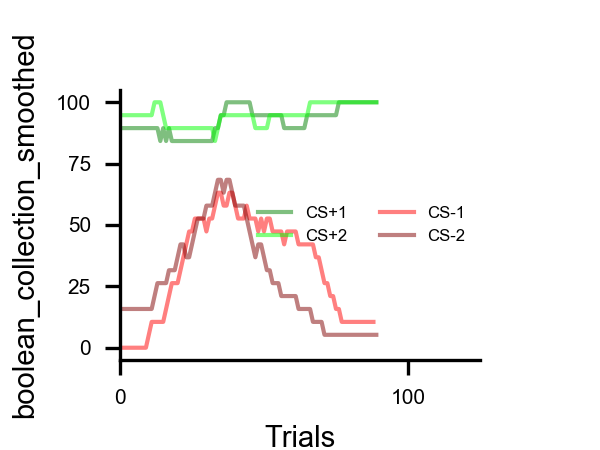 boolean_collection_smoothed
100
75
50
25
0
CS+1
CS+2
CS-1
CS-2
0
100
Trials